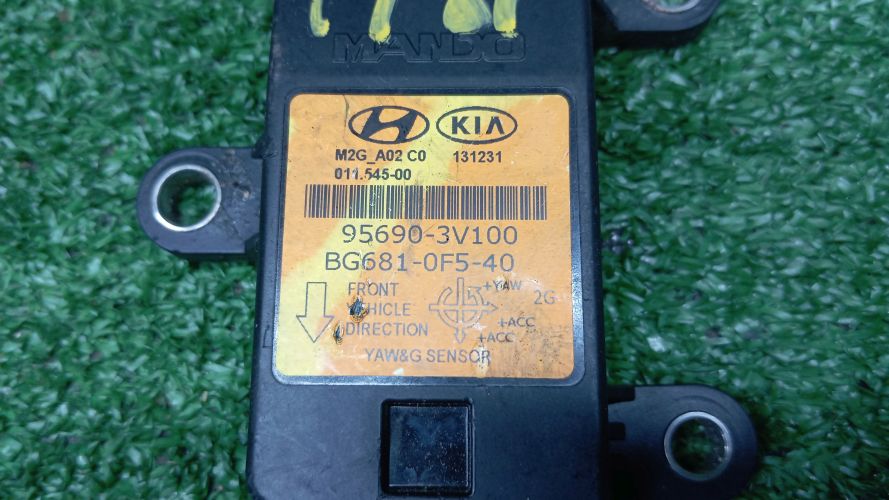 MANDO
KIA
M2G_A02 C0 131231
011.545-00
95690-3V100
BG681-0F5-40
FRONT
VEHICLE
DIRECTION
+YAW
2G
+ACC
+ACC
YAW&G SENSOR